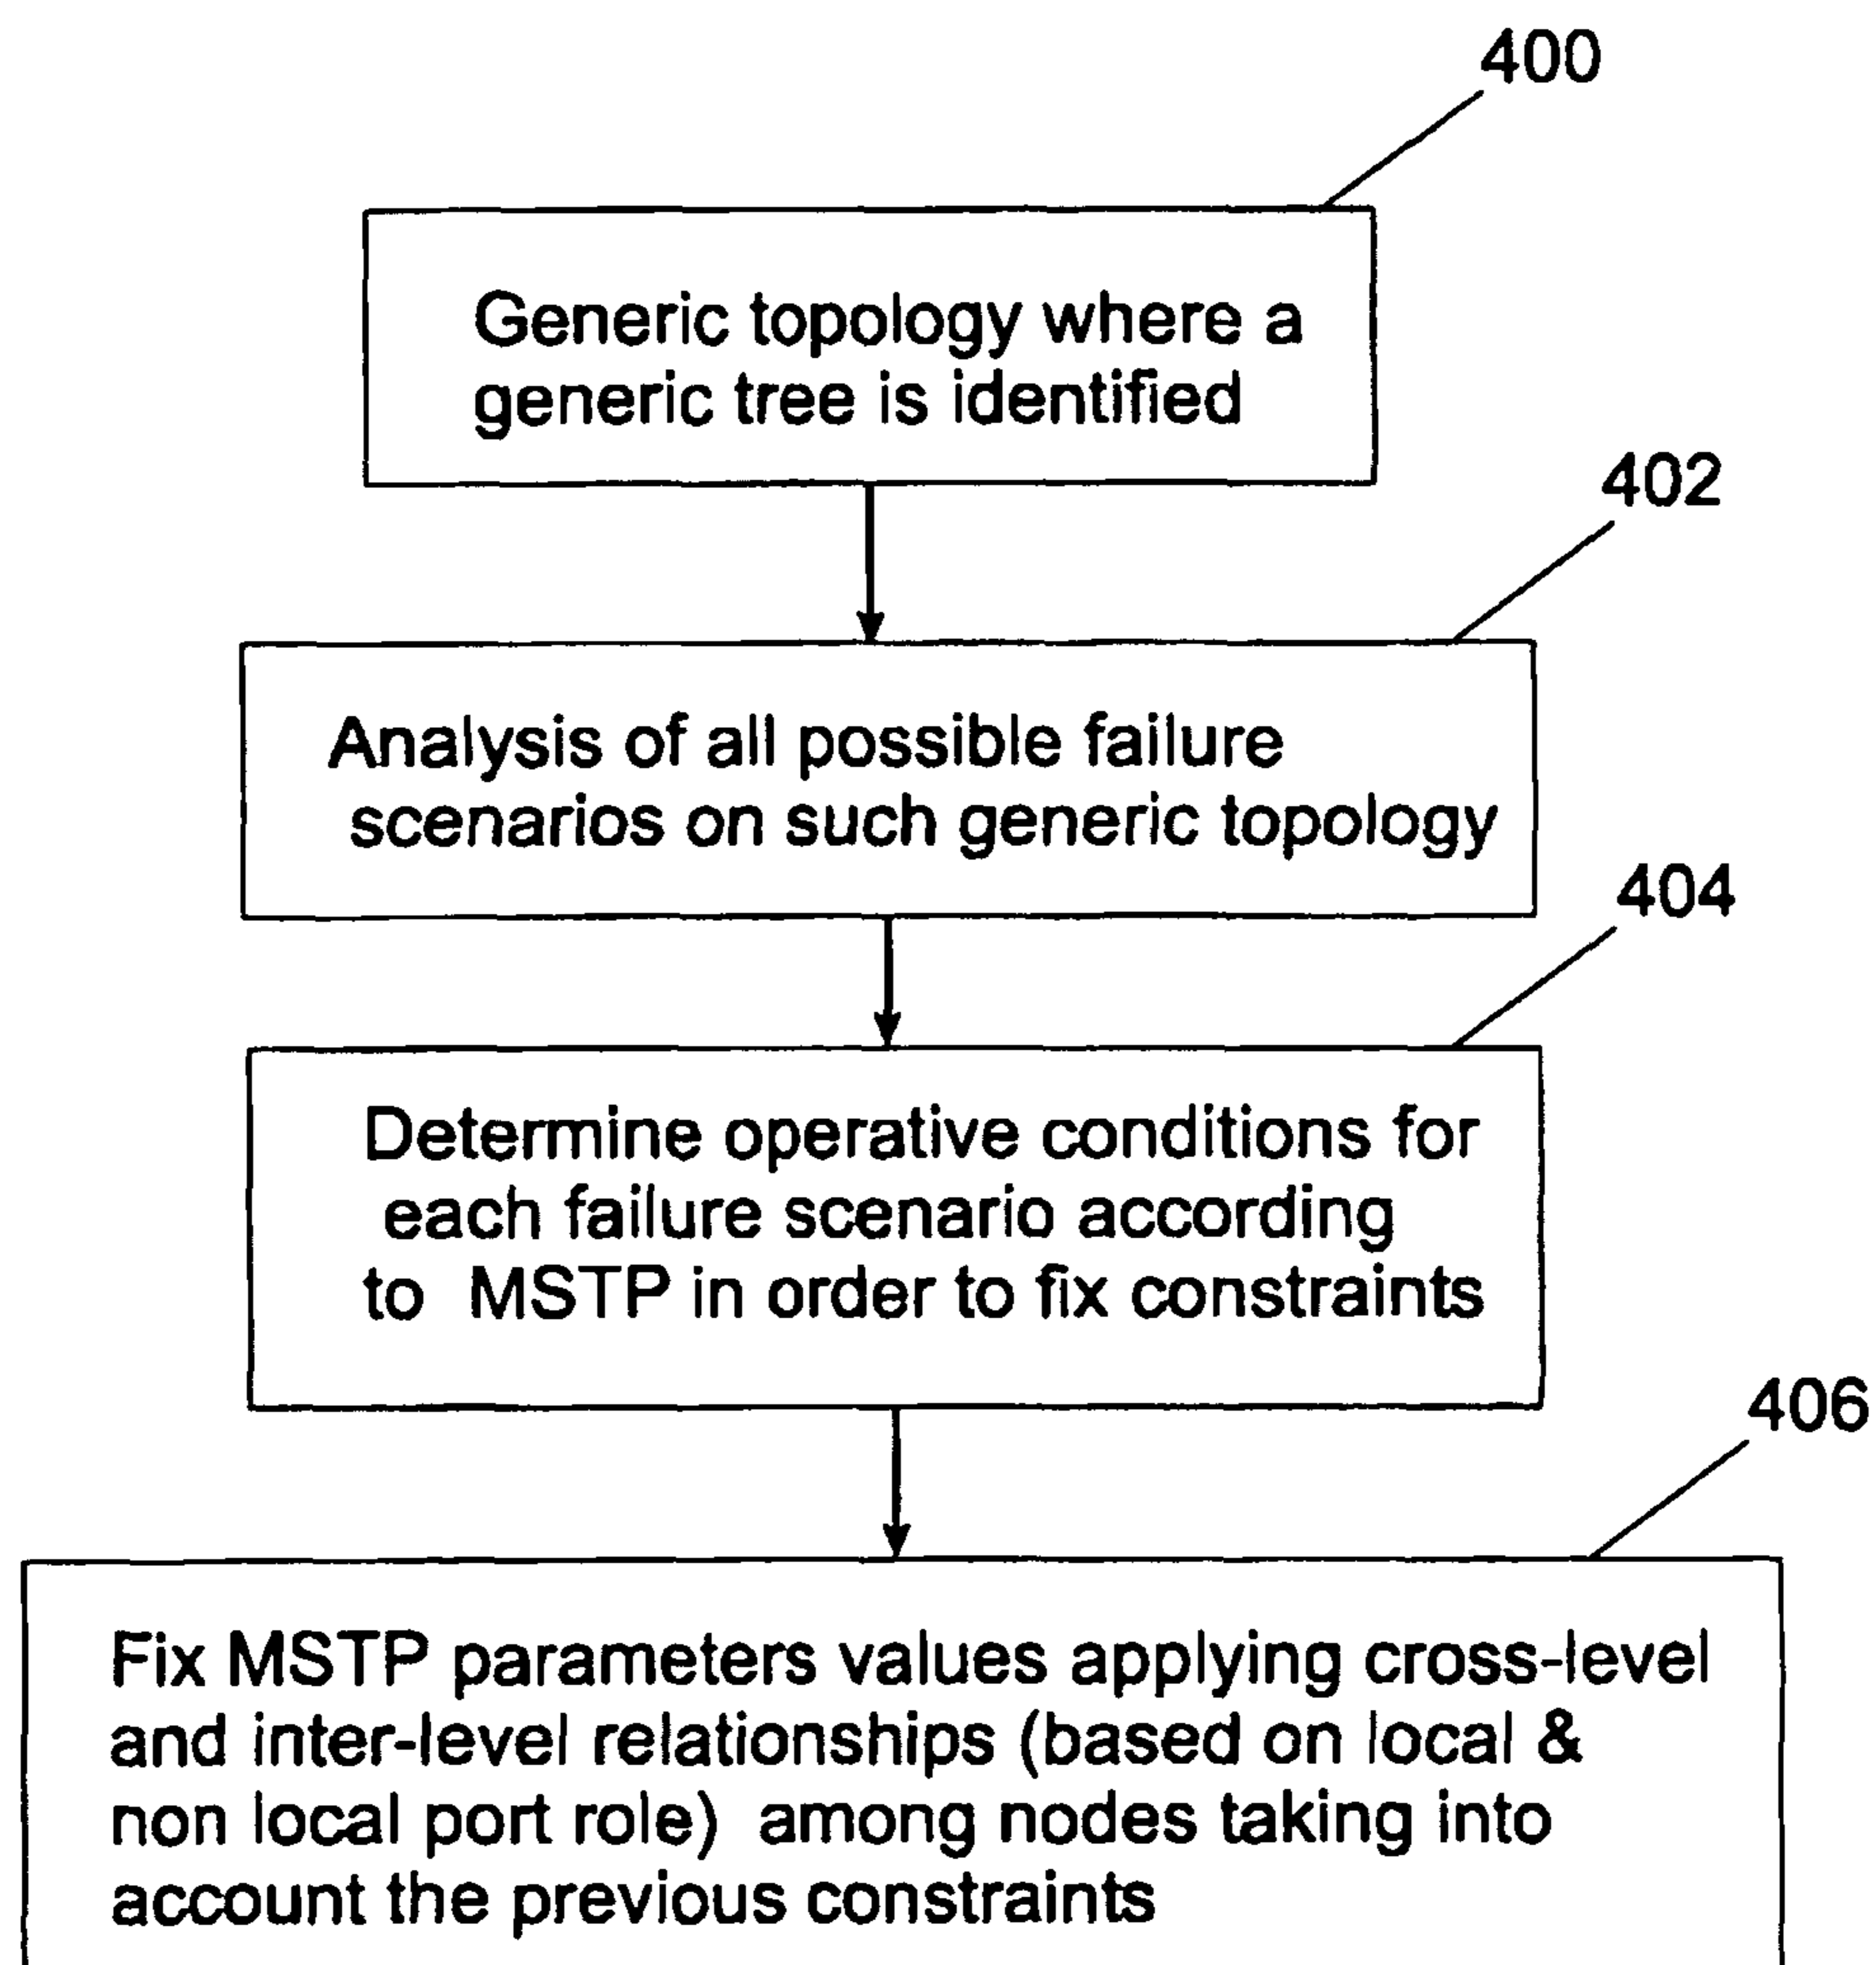 400
Generic topology where a
generic tree is identified
402
Analysis of all possible failure
scenarios on such generic topology
404
Determine operative conditions for
each failure scenario according
to MSTP in order to fix constraints
406
Fix MSTP parameters values applying cross-level
and inter-level relationships (based on local &
non local port role) among nodes taking into
account the previous constraints